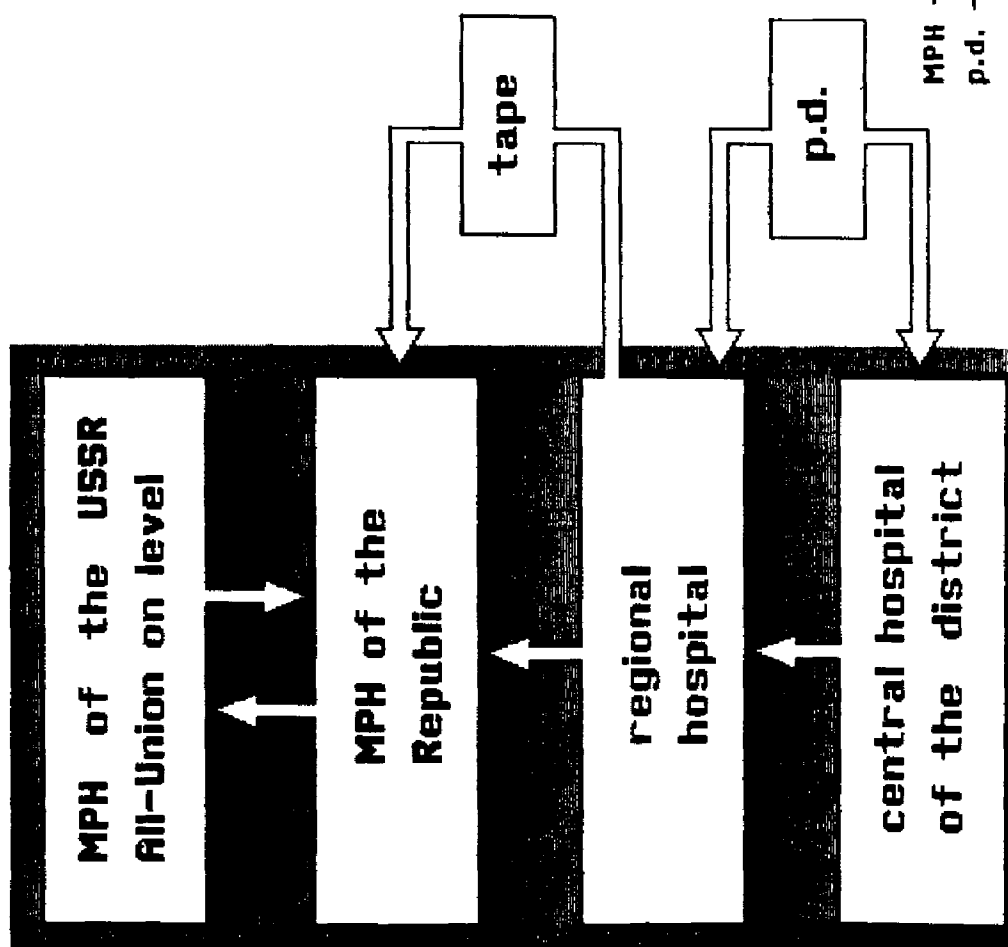 MPH of the USSR
All-Union on level
MPH of the
Republic
regional
hospital
central hospital
of the district
tape
p.d.
MPH -
p.d. -